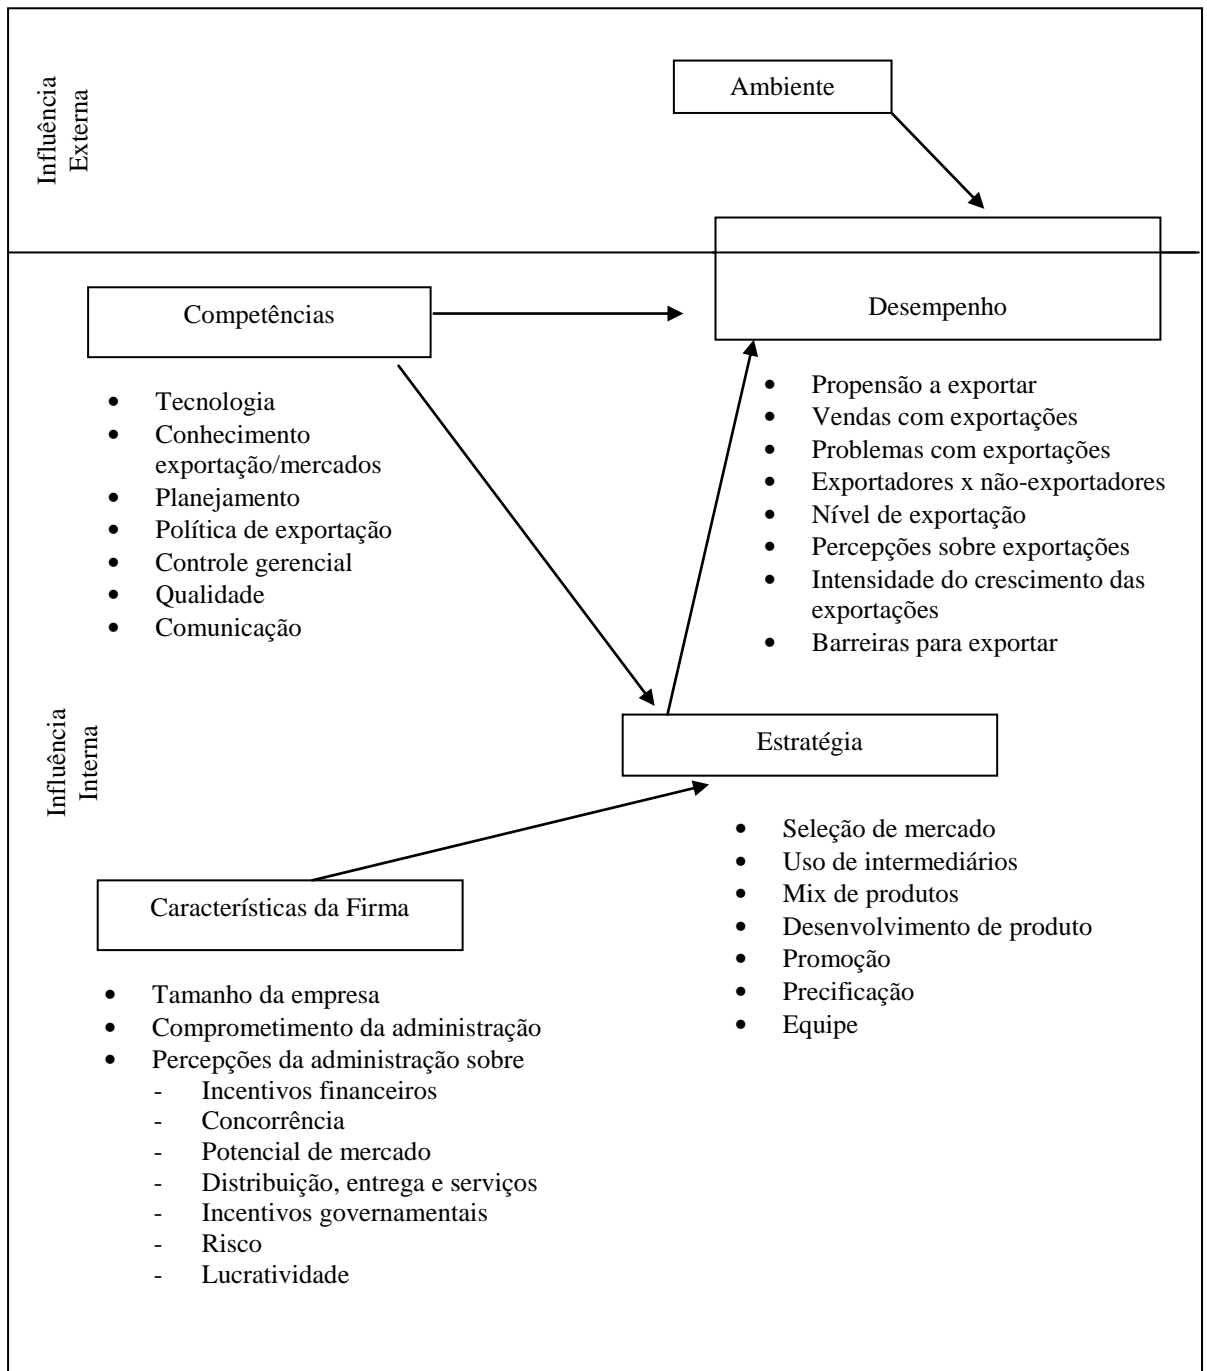 Influência
Externa
Ambiente
Competências
Desempenho
• Tecnologia
• Conhecimento
exportação/mercados
• Planejamento
• Política de exportação
• Controle gerencial
• Qualidade
• Comunicação
• Propensão a exportar
• Vendas com exportações
• Problemas com exportações
• Exportadores x não-exportadores
• Nível de exportação
• Percepções sobre exportações
• Intensidade do crescimento das
exportações
• Barreiras para exportar
Influência
Interna
Estratégia
• Seleção de mercado
• Uso de intermediários
• Mix de produtos
• Desenvolvimento de produto
• Promoção
• Precificação
• Equipe
Características da Firma
• Tamanho da empresa
• Comprometimento da administração
• Percepções da administração sobre
- Incentivos financeiros
- Concorrência
- Potencial de mercado
- Distribuição, entrega e serviços
- Incentivos governamentais
- Risco
- Lucratividade